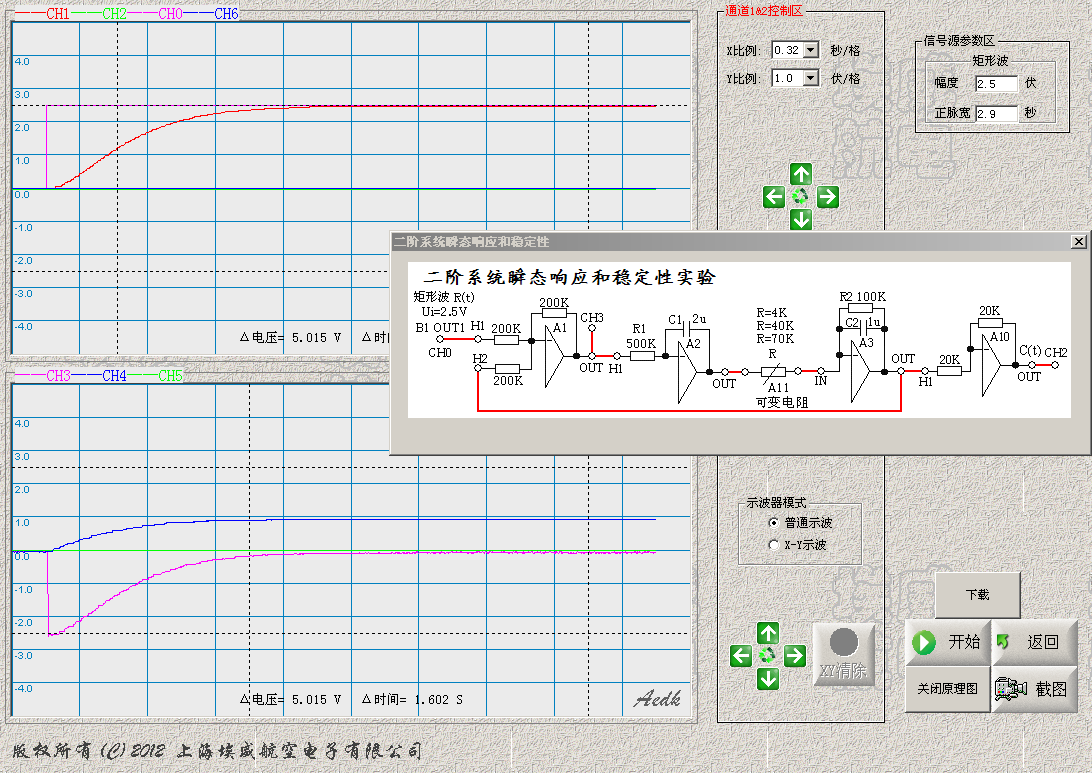 CH1 CH2 CH0 CH6
4.0
3.0
2.0
1.0
0.0
-1.0
-2.0
-3.0
-4.0
△电压= 5.015 V △时
通道1&2控制区
X比例: 0.32 秒/格
Y比例: 1.0 伏/格
信号源参数区
矩形波
幅度 2.5 伏
正脉宽 2.9 秒
二阶系统瞬态响应和稳定性
二阶系统瞬态响应和稳定性实验
矩形波 R(t)
Ui=2.5V
B1 OUT1 H1
CH0
200K
H2
200K
200K
A1
CH3
OUT H1
R1
500K
C1 2u
A2
OUT
R=4K
R=40K
R=70K
R
A11
可变电阻
IN
R2 100K
C2 1u
A3
OUT
H1
20K
20K
A10
C(t) CH2
OUT
CH3 CH4 CH5
4.0
3.0
2.0
1.0
0.0
-1.0
-2.0
-3.0
-4.0
△电压= 5.015 V △时间= 1.602 S
Aedk
示波器模式
普通示波
X-Y示波
XY清除
下载
开始
返回
关闭原理图
截图
版权所有(C)2012 上海埃威航空电子有限公司